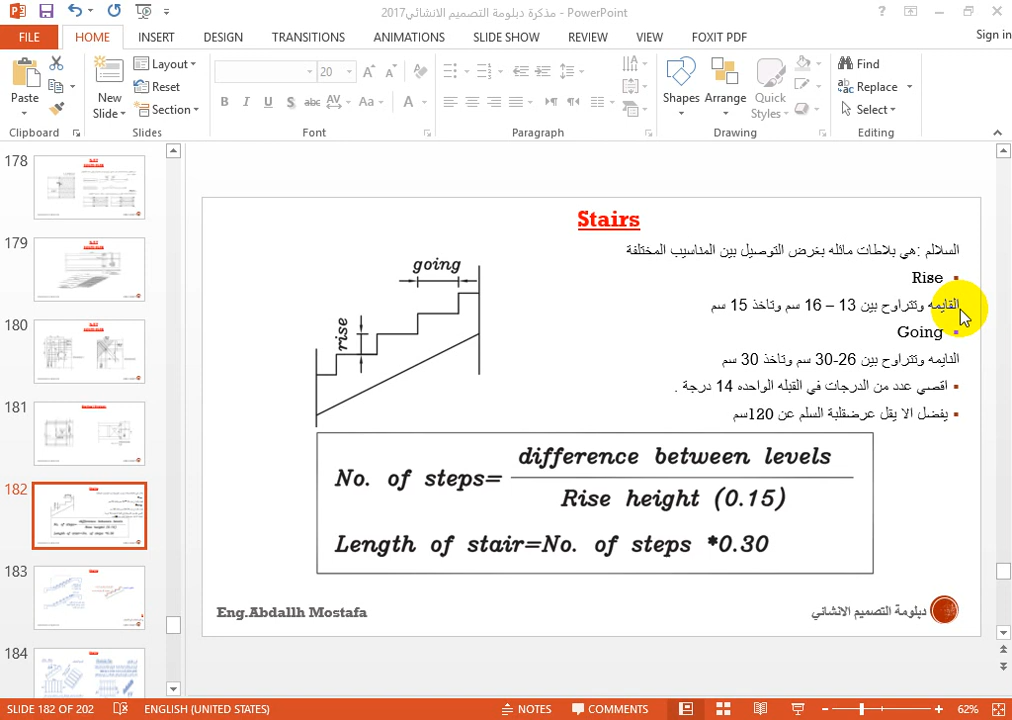 مذكرة دبلومة التصميم الانشائي2017 - PowerPoint
FILE HOME INSERT DESIGN TRANSITIONS ANIMATIONS SLIDE SHOW REVIEW VIEW FOXIT PDF Sign in
Paste
Clipboard
New Slide
Layout
Reset
Section
Slides
20
Font
Paragraph
Shapes
Arrange
Quick Styles
Drawing
Find
Replace
Select
Editing
178
179
180
181
182
183
184
Stairs
السلالم :هي بلاطات مائله بغرض التوصيل بين المناسيب المختلفة
Rise
القايمه وتتراوح بين 13 – 16 سم وتاخذ 15 سم
Going
النايمه وتتراوح بين 26-30 سم وتاخذ 30 سم
اقصي عدد من الدرجات في القبله الواحده 14 درجة .
يفضل الا يقل عرضقلبة السلم عن 120سم
going
rise
No. of steps= difference between levels
Rise height (0.15)
Length of stair=No. of steps *0.30
Eng.Abdallh Mostafa
دبلومة التصميم الانشائي
SLIDE 182 OF 202 ENGLISH (UNITED STATES) NOTES COMMENTS 62%